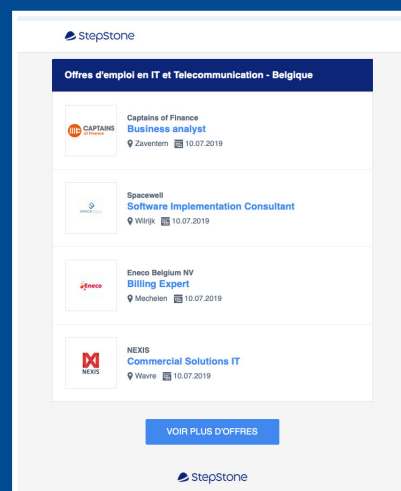 StepStone
Offres d'emploi en IT et Telecommunication - Belgique
CAPTAINS
of finance
Captains of Finance
Business analyst
Zaventem 10.07.2019
SPACEWELL
Spacewell
Software Implementation Consultant
Wilrijk 10.07.2019
Eneco
Eneco Belgium NV
Billing Expert
Mechelen 10.07.2019
NEXIS
NEXIS
Commercial Solutions IT
Wavre 10.07.2019
VOIR PLUS D'OFFRES
StepStone